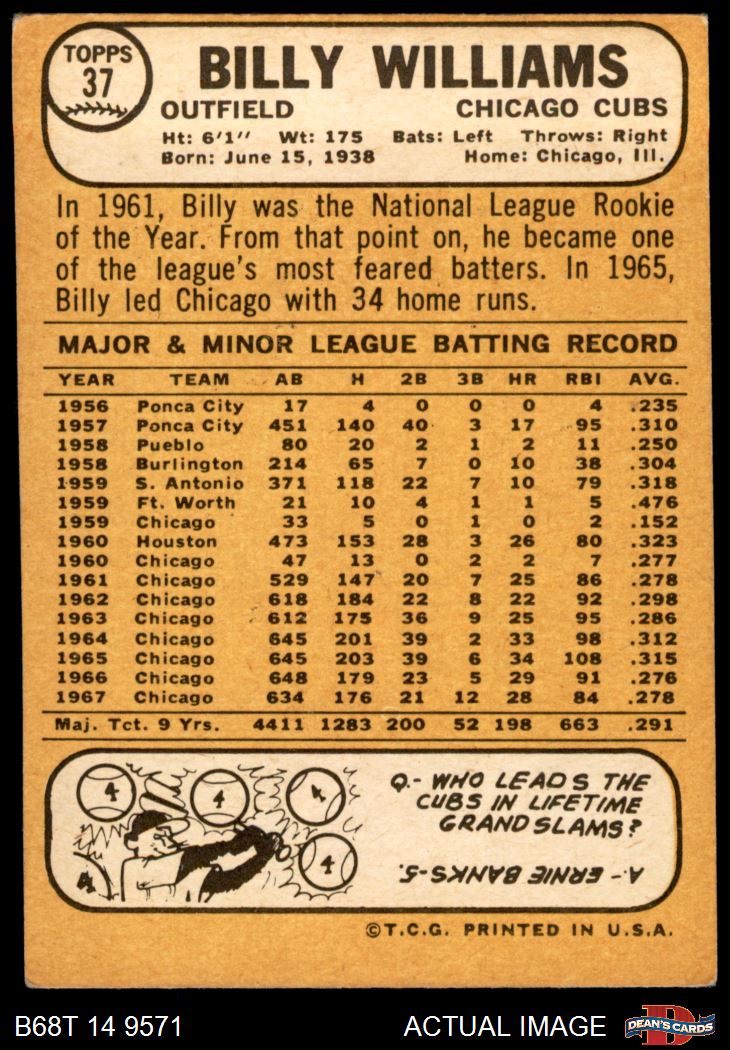 TOPPS
37
BILLY WILLIAMS
OUTFIELD CHICAGO CUBS
Ht: 6'1" Wt: 175 Bats: Left Throws: Right
Born: June 15, 1938 Home: Chicago, Ill.
In 1961, Billy was the National League Rookie
of the Year. From that point on, he became one
of the league's most feared batters. In 1965,
Billy led Chicago with 34 home runs.
MAJOR & MINOR LEAGUE BATTING RECORD
YEAR TEAM AB H 2B 3B HR RBI AVG.
1956 Ponca City 17 4 0 0 0 4 .235
1957 Ponca City 451 140 40 3 17 95 .310
1958 Pueblo 80 20 2 1 2 11 .250
1958 Burlington 214 65 7 0 10 38 .304
1959 S. Antonio 371 118 22 7 10 79 .318
1959 Ft. Worth 21 10 4 1 1 5 .476
1959 Chicago 33 5 0 1 0 2 .152
1960 Houston 473 153 28 3 26 80 .323
1960 Chicago 47 13 0 2 2 7 .277
1961 Chicago 529 147 20 7 25 86 .278
1962 Chicago 618 184 22 8 22 92 .298
1963 Chicago 612 175 36 9 25 95 .286
1964 Chicago 645 201 39 2 33 98 .312
1965 Chicago 645 203 39 6 34 108 .315
1966 Chicago 648 179 23 5 29 91 .276
1967 Chicago 634 176 21 12 28 84 .278
Maj. Tct. 9 Yrs. 4411 1283 200 52 198 663 .291
4 4 4 4 4
Q.- WHO LEADS THE
CUBS IN LIFETIME
GRAND SLAMS?
A.- ERNIE BANKS-5.
©T.C.G. PRINTED IN U.S.A.
B68T 14 9571 ACTUAL IMAGE D DEAN'S CARDS